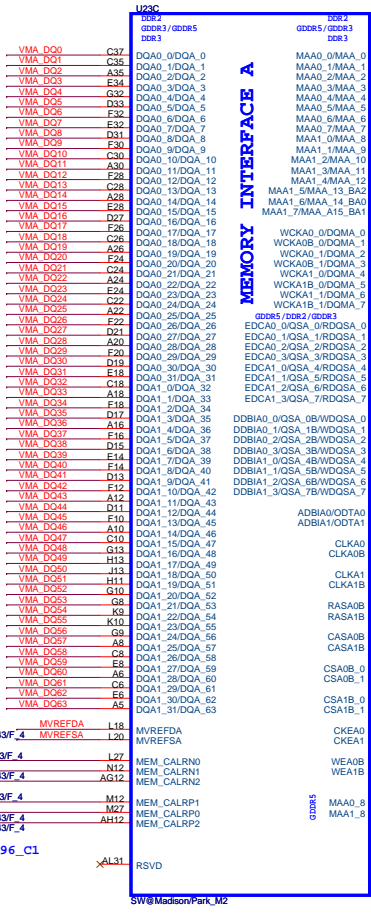 U23C
DDR2 DDR2
GDDR3/GDDR5 GDDR5/GDDR3
DDR3 DDR3
MEMORY INTERFACE A
VMA_DQ0 C37 DQA0_0/DQA_0 MAA0_0/MAA_0
VMA_DQ1 C35 DQA0_1/DQA_1 MAA0_1/MAA_1
VMA_DQ2 A35 DQA0_2/DQA_2 MAA0_2/MAA_2
VMA_DQ3 E34 DQA0_3/DQA_3 MAA0_3/MAA_3
VMA_DQ4 G32 DQA0_4/DQA_4 MAA0_4/MAA_4
VMA_DQ5 D33 DQA0_5/DQA_5 MAA0_5/MAA_5
VMA_DQ6 F32 DQA0_6/DQA_6 MAA0_6/MAA_6
VMA_DQ7 E32 DQA0_7/DQA_7 MAA0_7/MAA_7
VMA_DQ8 D31 DQA0_8/DQA_8 MAA1_0/MAA_8
VMA_DQ9 F30 DQA0_9/DQA_9 MAA1_1/MAA_9
VMA_DQ10 C30 DQA0_10/DQA_10 MAA1_2/MAA_10
VMA_DQ11 A30 DQA0_11/DQA_11 MAA1_3/MAA_11
VMA_DQ12 F28 DQA0_12/DQA_12 MAA1_4/MAA_12
VMA_DQ13 C28 DQA0_13/DQA_13 MAA1_5/MAA_13_BA2
VMA_DQ14 A28 DQA0_14/DQA_14 MAA1_6/MAA_14_BA0
VMA_DQ15 E28 DQA0_15/DQA_15 MAA1_7/MAA_A15_BA1
VMA_DQ16 D27 DQA0_16/DQA_16
VMA_DQ17 F26 DQA0_17/DQA_17 WCKA0_0/DQMA_0
VMA_DQ18 C26 DQA0_18/DQA_18 WCKA0B_0/DQMA_1
VMA_DQ19 A26 DQA0_19/DQA_19 WCKA0_1/DQMA_2
VMA_DQ20 F24 DQA0_20/DQA_20 WCKA0B_1/DQMA_3
VMA_DQ21 C24 DQA0_21/DQA_21 WCKA1_0/DQMA_4
VMA_DQ22 A24 DQA0_22/DQA_22 WCKA1B_0/DQMA_5
VMA_DQ23 E24 DQA0_23/DQA_23 WCKA1_1/DQMA_6
VMA_DQ24 C22 DQA0_24/DQA_24 WCKA1B_1/DQMA_7
VMA_DQ25 A22 DQA0_25/DQA_25 GDDR5/DDR2/GDDR3
VMA_DQ26 F22 DQA0_26/DQA_26 EDCA0_0/QSA_0/RDQSA_0
VMA_DQ27 D21 DQA0_27/DQA_27 EDCA0_1/QSA_1/RDQSA_1
VMA_DQ28 A20 DQA0_28/DQA_28 EDCA0_2/QSA_2/RDQSA_2
VMA_DQ29 F20 DQA0_29/DQA_29 EDCA0_3/QSA_3/RDQSA_3
VMA_DQ30 D19 DQA0_30/DQA_30 EDCA1_0/QSA_4/RDQSA_4
VMA_DQ31 E18 DQA0_31/DQA_31 EDCA1_1/QSA_5/RDQSA_5
VMA_DQ32 C18 DQA1_0/DQA_32 EDCA1_2/QSA_6/RDQSA_6
VMA_DQ33 A18 DQA1_1/DQA_33 EDCA1_3/QSA_7/RDQSA_7
VMA_DQ34 F18 DQA1_2/DQA_34
VMA_DQ35 D17 DQA1_3/DQA_35 DDBIA0_0/QSA_0B/WDQSA_0
VMA_DQ36 A16 DQA1_4/DQA_36 DDBIA0_1/QSA_1B/WDQSA_1
VMA_DQ37 F16 DQA1_5/DQA_37 DDBIA0_2/QSA_2B/WDQSA_2
VMA_DQ38 D15 DQA1_6/DQA_38 DDBIA0_3/QSA_3B/WDQSA_3
VMA_DQ39 E14 DQA1_7/DQA_39 DDBIA1_0/QSA_4B/WDQSA_4
VMA_DQ40 F14 DQA1_8/DQA_40 DDBIA1_1/QSA_5B/WDQSA_5
VMA_DQ41 D13 DQA1_9/DQA_41 DDBIA1_2/QSA_6B/WDQSA_6
VMA_DQ42 F12 DQA1_10/DQA_42 DDBIA1_3/QSA_7B/WDQSA_7
VMA_DQ43 A12 DQA1_11/DQA_43
VMA_DQ44 D11 DQA1_12/DQA_44 ADBIA0/ODTA0
VMA_DQ45 F10 DQA1_13/DQA_45 ADBIA1/ODTA1
VMA_DQ46 A10 DQA1_14/DQA_46
VMA_DQ47 C10 DQA1_15/DQA_47 CLKA0
VMA_DQ48 G13 DQA1_16/DQA_48 CLKA0B
VMA_DQ49 H13 DQA1_17/DQA_49
VMA_DQ50 J13 DQA1_18/DQA_50 CLKA1
VMA_DQ51 H11 DQA1_19/DQA_51 CLKA1B
VMA_DQ52 G10 DQA1_20/DQA_52
VMA_DQ53 G8 DQA1_21/DQA_53 RASA0B
VMA_DQ54 K9 DQA1_22/DQA_54 RASA1B
VMA_DQ55 K10 DQA1_23/DQA_55
VMA_DQ56 G9 DQA1_24/DQA_56 CASA0B
VMA_DQ57 A8 DQA1_25/DQA_57 CASA1B
VMA_DQ58 C8 DQA1_26/DQA_58
VMA_DQ59 E8 DQA1_27/DQA_59 CSA0B_0
VMA_DQ60 A6 DQA1_28/DQA_60 CSA0B_1
VMA_DQ61 C6 DQA1_29/DQA_61
VMA_DQ62 E6 DQA1_30/DQA_62 CSA1B_0
VMA_DQ63 A5 DQA1_31/DQA_63 CSA1B_1
MVREFDA L18 MVREFDA CKEA0
43/F_4 MVREFSA L20 MVREFSA CKEA1
3/F_4 L27 MEM_CALRN0 WEA0B
N12 MEM_CALRN1 WEA1B
43/F_4 AG12 MEM_CALRN2
3/F_4 M12 MEM_CALRP1 GDDR5 MAA0_8
43/F_4 M27 MEM_CALRP0 MAA1_8
43/F_4 AH12 MEM_CALRP2
96_C1
AL31 RSVD
SW@Madison/Park_M2